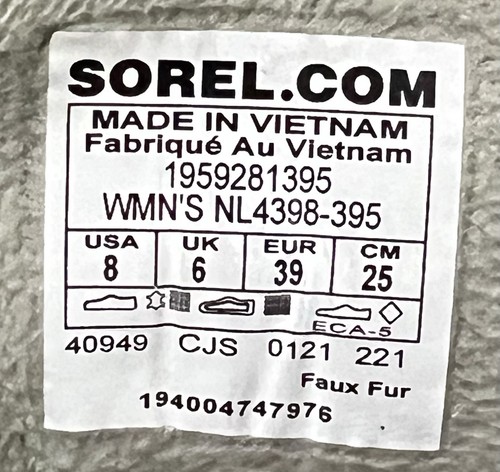 SOREL.COM
MADE IN VIETNAM
Fabriqué Au Vietnam
1959281395
WMN'S NL4398-395
USA UK EUR CM
8 6 39 25
ECA-5
40949 CJS 0121 221
Faux Fur
194004747976